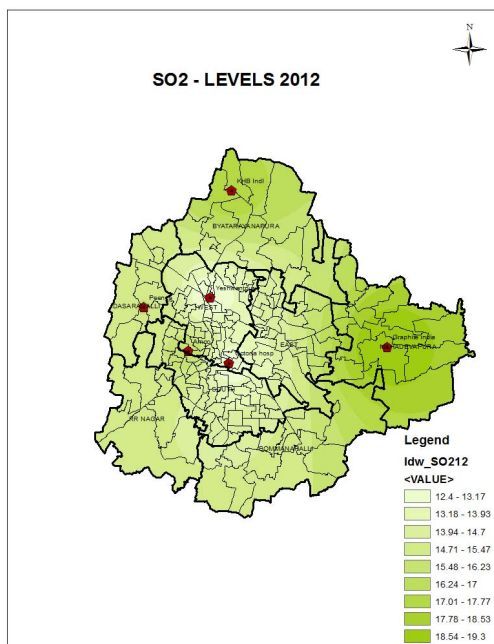 N
SO2 - LEVELS 2012
KHB Indl
BYATARAYANAPURA
Peenya
DASARAHALLI
WEST
Graphite India
MAHADEVAPURA
EAST
Victoria hosp
SOUTH
RR NAGAR
BOMMANAHALLI
Legend
Idw_SO212
<VALUE>
12.4 - 13.17
13.18 - 13.93
13.94 - 14.7
14.71 - 15.47
15.48 - 16.23
16.24 - 17
17.01 - 17.77
17.78 - 18.53
18.54 - 19.3